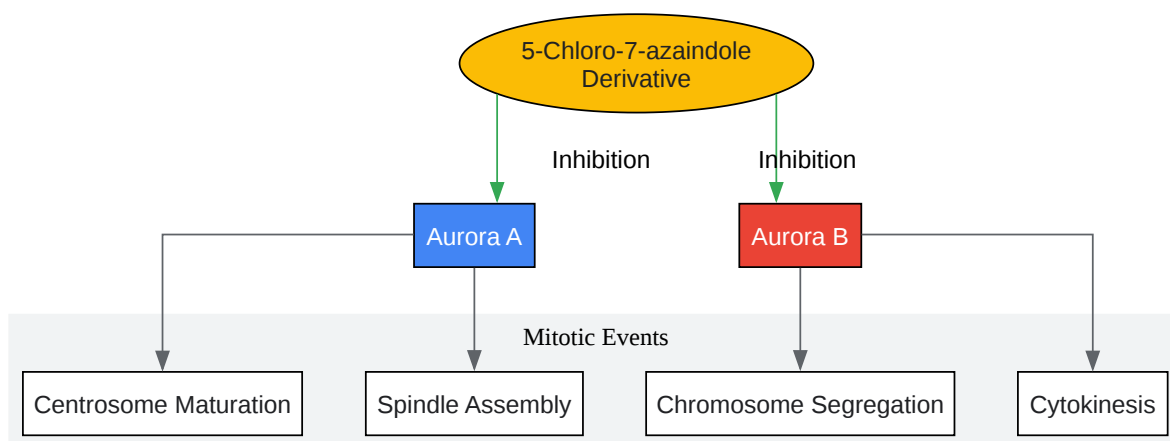 5-Chloro-7-azaindole
Derivative
Inhibition
Inhibition
Aurora A
Aurora B
Mitotic Events
Centrosome Maturation
Spindle Assembly
Chromosome Segregation
Cytokinesis